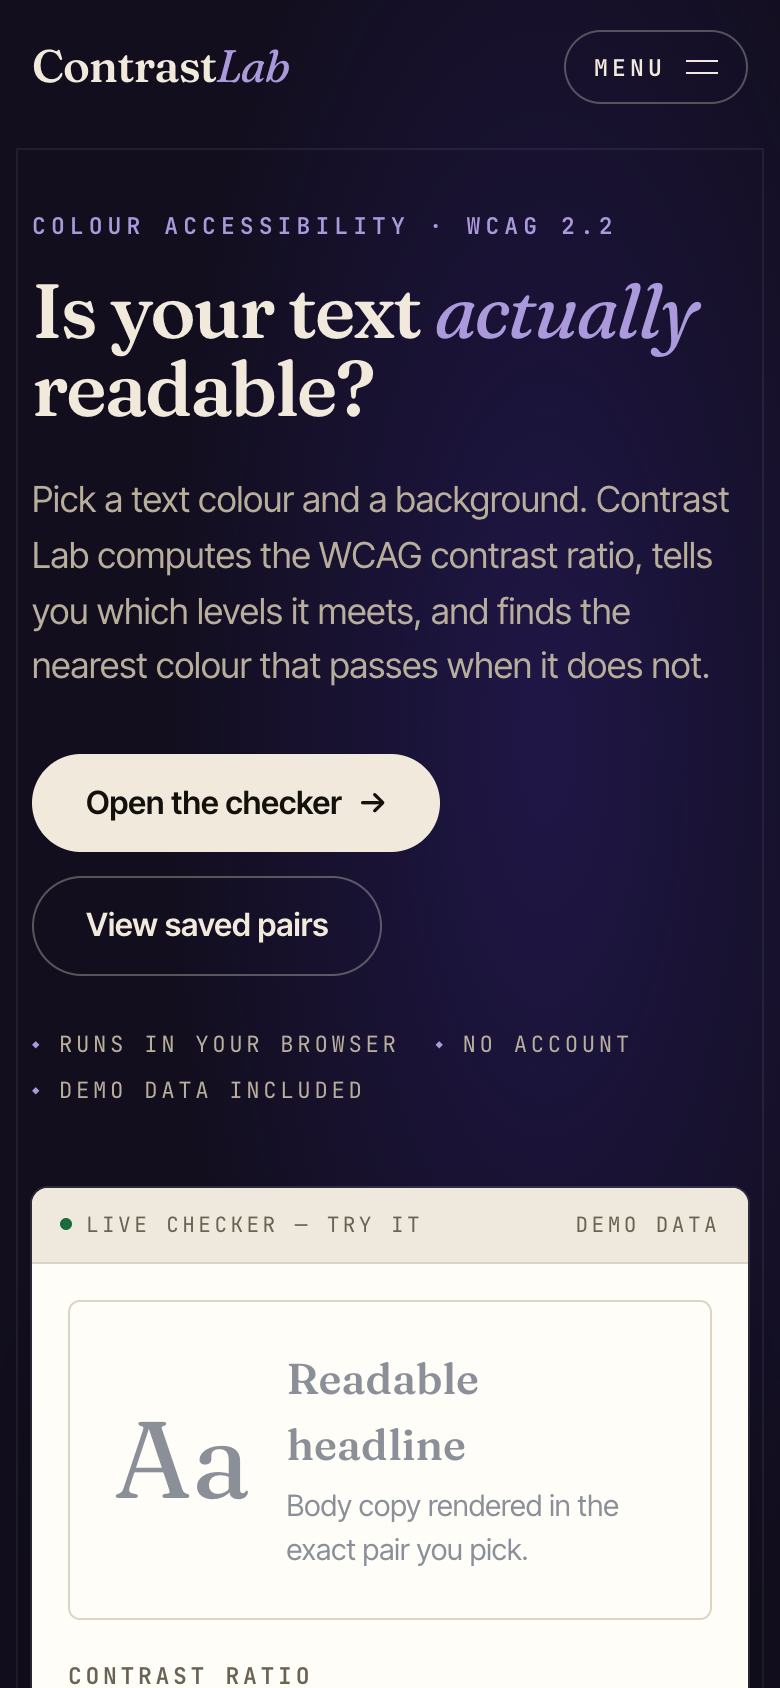 ContrastLab
MENU
COLOUR ACCESSIBILITY · WCAG 2.2
Is your text actually
readable?
Pick a text colour and a background. Contrast
Lab computes the WCAG contrast ratio, tells
you which levels it meets, and finds the
nearest colour that passes when it does not.
Open the checker →
View saved pairs
RUNS IN YOUR BROWSER
NO ACCOUNT
DEMO DATA INCLUDED
LIVE CHECKER — TRY IT
DEMO DATA
Aa
Readable
headline
Body copy rendered in the
exact pair you pick.
CONTRAST RATIO